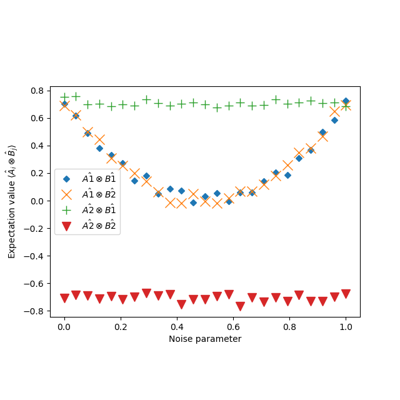 0.8
0.6
0.4
0.2
0.0
−0.2
−0.4
−0.6
−0.8
Expectation value ⟨Âᵢ ⊗ B̂ⱼ⟩
Â1 ⊗ B̂1
Â1 ⊗ B̂2
Â2 ⊗ B̂1
Â2 ⊗ B̂2
0.0 0.2 0.4 0.6 0.8 1.0
Noise parameter